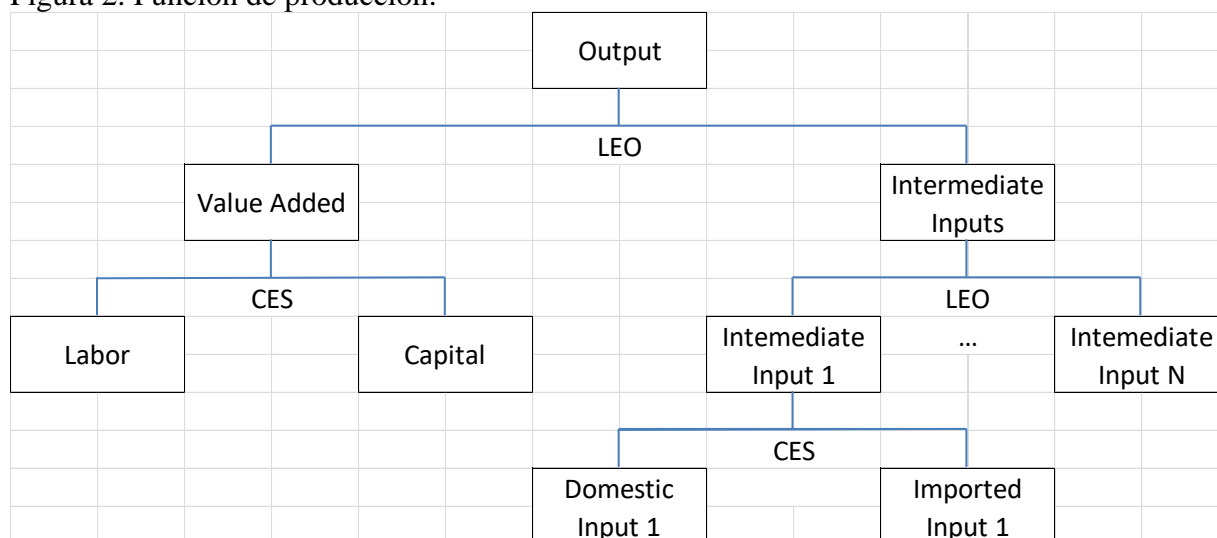 Figura 2. Función de producción.
Output
LEO
Value Added
Intermediate
Inputs
CES
LEO
Labor
Capital
Intemediate
Input 1
...
Intemediate
Input N
CES
Domestic
Input 1
Imported
Input 1